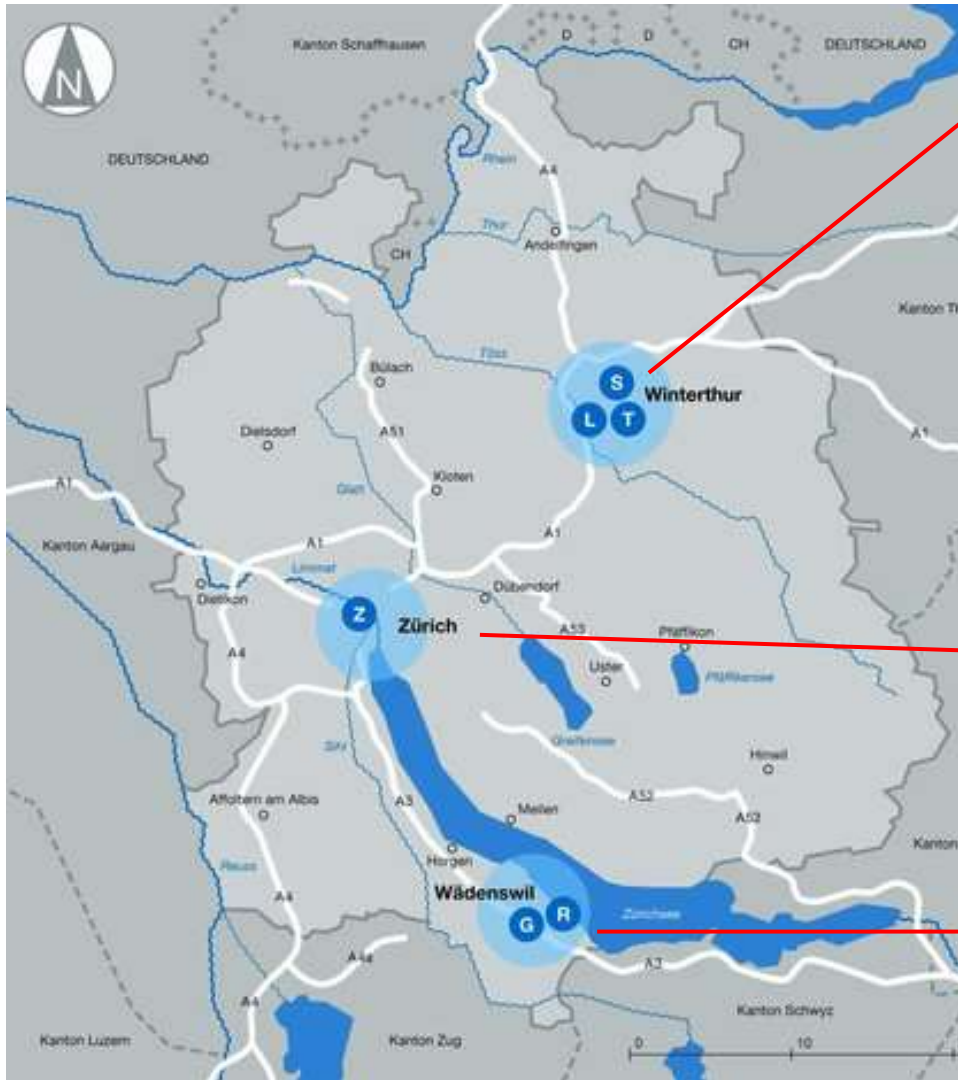 Kanton Schaffhausen
D
D
CH
DEUTSCHLAND
N
DEUTSCHLAND
Rhein
A4
Thur
Andelfingen
CH
Kanton
Töss
Bülach
S
Winterthur
L
T
Dielsdorf
A51
A1
Kloten
A1
Glatt
Kanton Aargau
A1
A1
Limmat
Dietikon
Dübendorf
Z
Zürich
A53
Pfäffikon
A4
Uster
Pfäffikersee
Greifensee
Sihl
Hinwil
A3
A52
Affoltern am Albis
Meilen
A52
Horgen
Kanton
Reuss
Wädenswil
A4
R
G
Zürichsee
A4a
A3
A4
Kanton Schwyz
Kanton Luzern
Kanton Zug
0
10